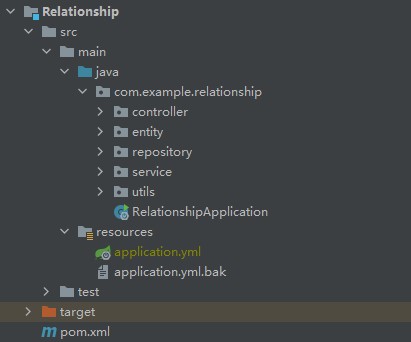 Relationship
src
main
java
com.example.relationship
controller
entity
repository
service
utils
RelationshipApplication
resources
application.yml
application.yml.bak
test
target
pom.xml